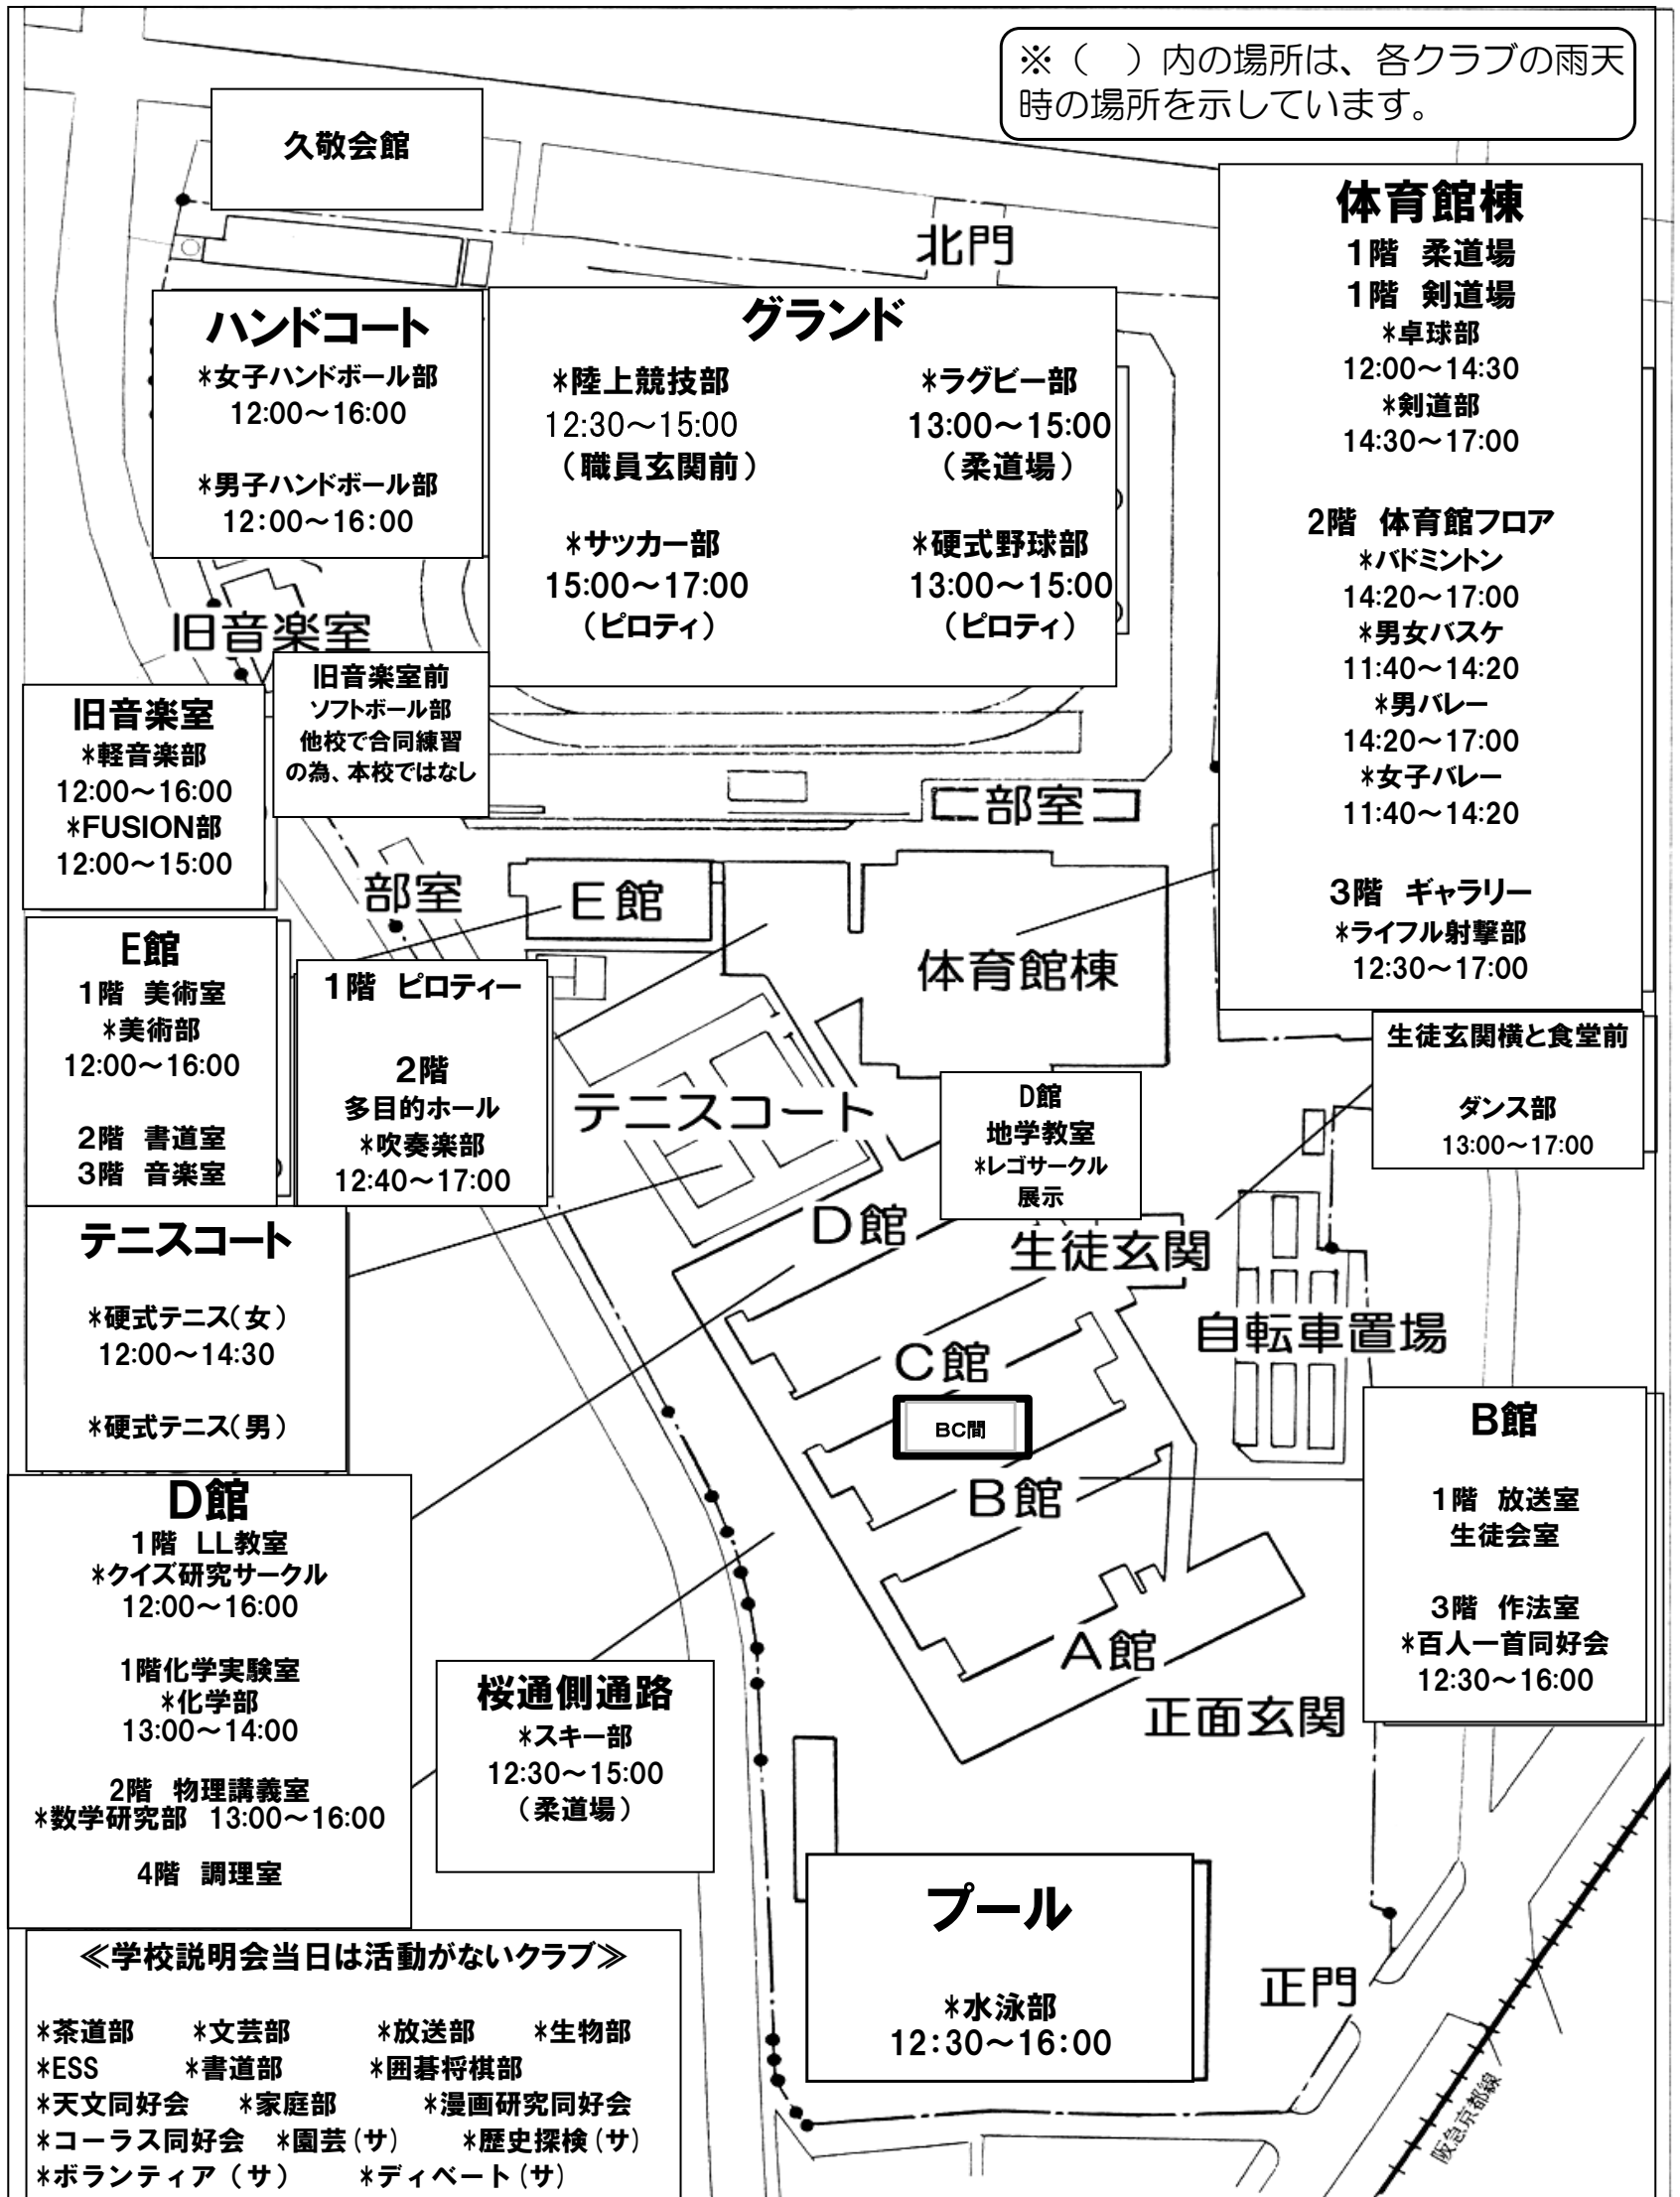 ※（　）内の場所は、各クラブの雨天
時の場所を示しています。
久敬会館
北門
体育館棟
1階　柔道場
1階　剣道場
*卓球部
12:00～14:30
*剣道部
14:30～17:00
2階　体育館フロア
*バドミントン
14:20～17:00
*男女バスケ
11:40～14:20
*男バレー
14:20～17:00
*女子バレー
11:40～14:20
3階　ギャラリー
*ライフル射撃部
12:30～17:00
ハンドコート
*女子ハンドボール部
12:00～16:00
*男子ハンドボール部
12:00～16:00
グランド
*陸上競技部
12:30～15:00
（職員玄関前）
*ラグビー部
13:00～15:00
（柔道場）
*サッカー部
15:00～17:00
（ピロティ）
*硬式野球部
13:00～15:00
（ピロティ）
旧音楽室
旧音楽室前
ソフトボール部
他校で合同練習
の為、本校ではなし
旧音楽室
*軽音楽部
12:00～16:00
*FUSION部
12:00～15:00
部室
部室
E館
体育館棟
E館
1階　美術室
*美術部
12:00～16:00
2階　書道室
3階　音楽室
1階　ピロティー
2階
多目的ホール
*吹奏楽部
12:40～17:00
テニスコート
D館
地学教室
*レゴサークル
展示
生徒玄関横と食堂前
ダンス部
13:00～17:00
D館
生徒玄関
自転車置場
テニスコート
*硬式テニス（女）
12:00～14:30
*硬式テニス（男）
C館
BC間
B館
B館
1階　放送室
生徒会室
3階　作法室
*百人一首同好会
12:30～16:00
D館
1階　LL教室
*クイズ研究サークル
12:00～16:00
1階化学実験室
*化学部
13:00～14:00
2階　物理講義室
*数学研究部　13:00～16:00
4階　調理室
A館
正面玄関
桜通側通路
*スキー部
12:30～15:00
（柔道場）
プール
*水泳部
12:30～16:00
正門
阪急京都線
≪学校説明会当日は活動がないクラブ≫
*茶道部　*文芸部　*放送部　*生物部
*ESS　*書道部　*囲碁将棋部
*天文同好会　*家庭部　*漫画研究同好会
*コーラス同好会　*園芸（サ）　*歴史探検（サ）
*ボランティア（サ）　*ディベート（サ）